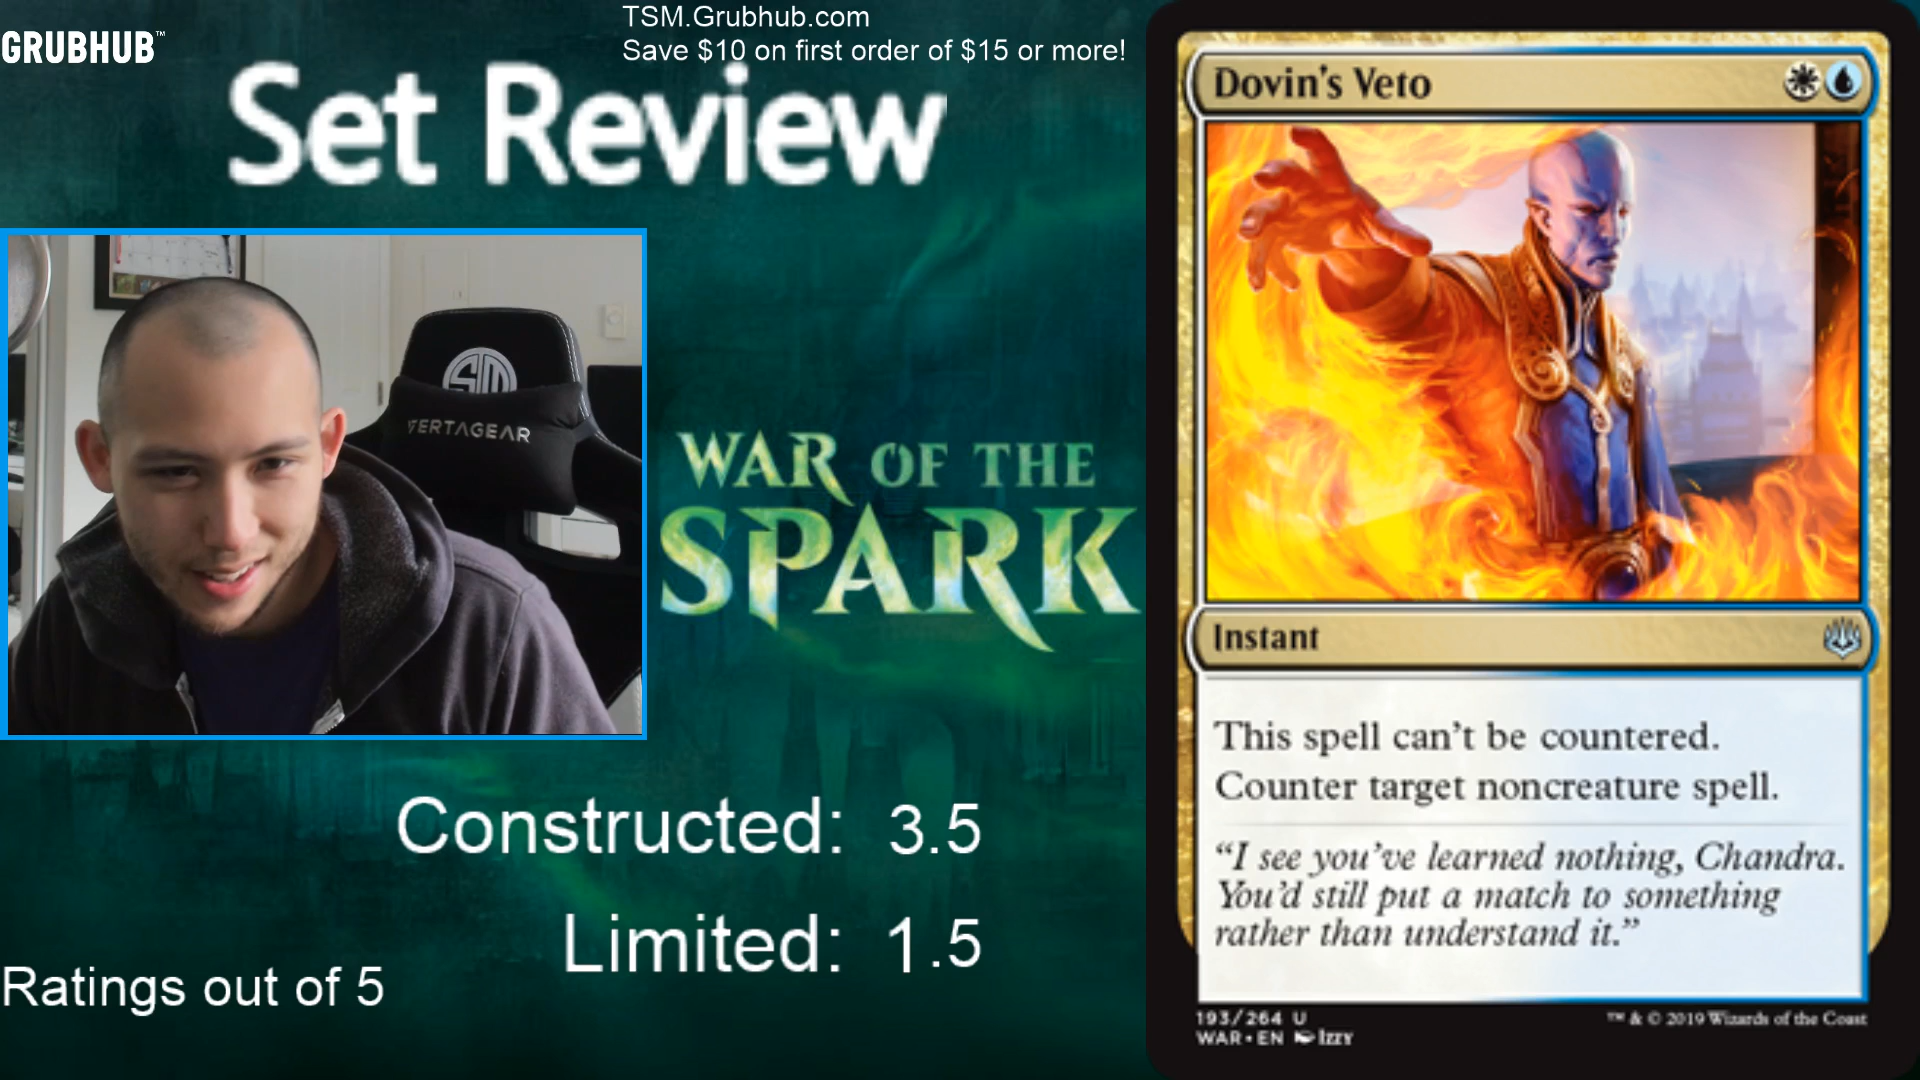 TSM.Grubhub.com
GRUBHUB™
Save $10 on first order of $15 or more!
Set Review
Dovin's Veto
TSM
VERTAGEAR
WAR OF THE
SPARK
Instant
This spell can't be countered.
Counter target noncreature spell.
"I see you've learned nothing, Chandra.
You'd still put a match to something
rather than understand it."
Constructed: 3.5
Limited: 1.5
Ratings out of 5
193/264 U
™ & © 2019 Wizards of the Coast
WAR • EN Izzy